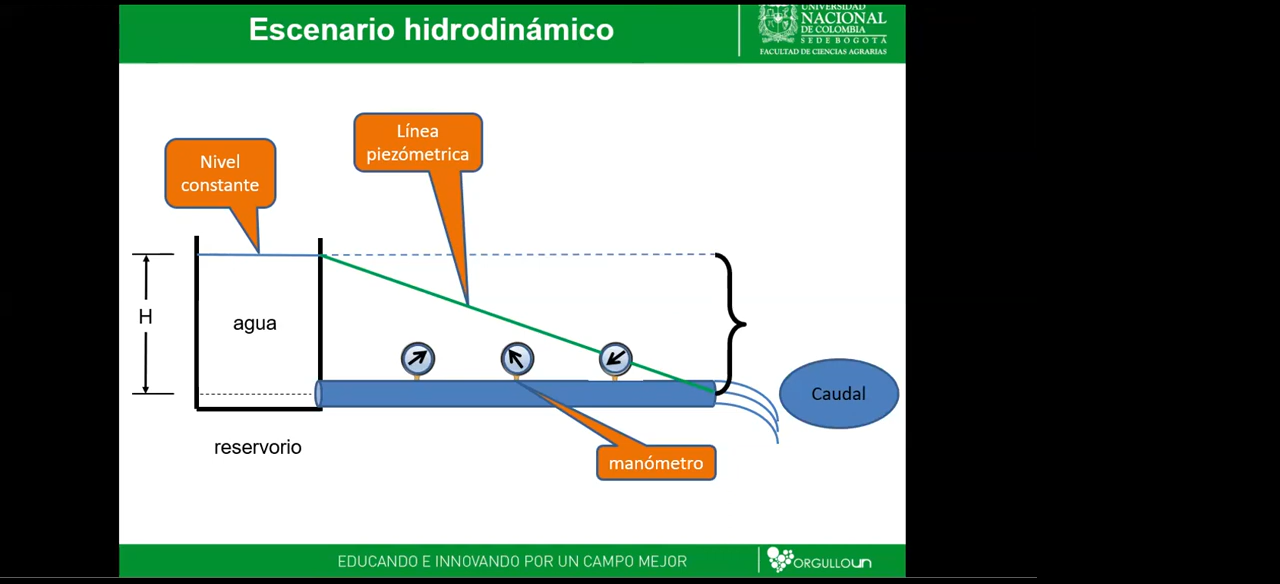 Escenario hidrodinámico
UNIVERSIDAD
NACIONAL
DE COLOMBIA
SEDE BOGOTÁ
FACULTAD DE CIENCIAS AGRARIAS
Línea
piezómetrica
Nivel
constante
H
agua
Caudal
reservorio
manómetro
EDUCANDO E INNOVANDO POR UN CAMPO MEJOR
ORGULLOUN